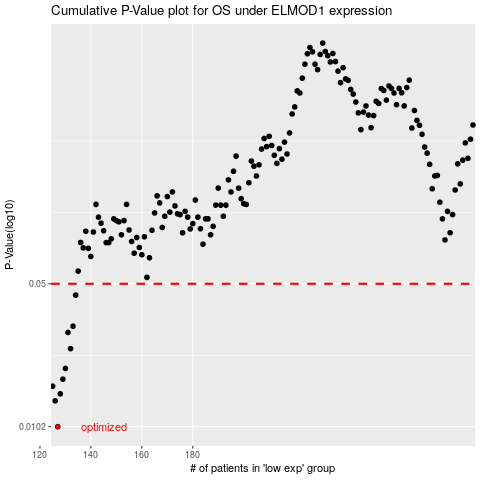 Cumulative P-Value plot for OS under ELMOD1 expression
P-Value(log10)
0.05
0.0102
optimized
120 140 160 180
# of patients in 'low exp' group